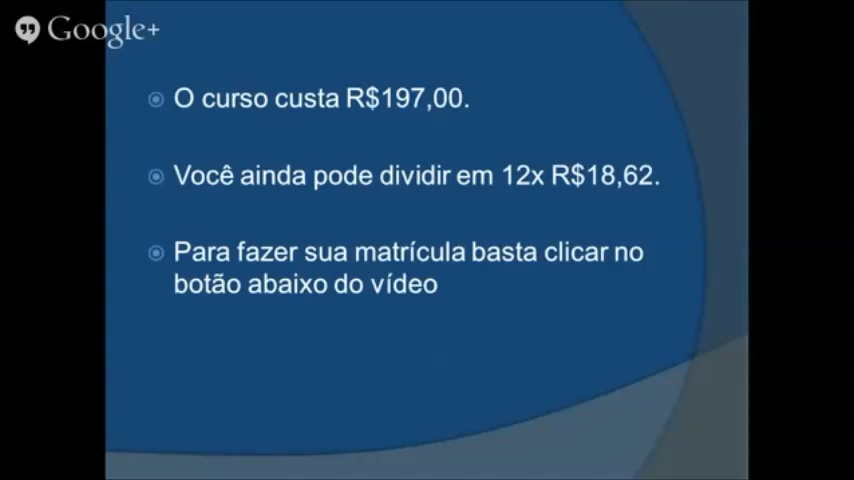 Google+
O curso custa R$197,00.
Você ainda pode dividir em 12x R$18,62.
Para fazer sua matrícula basta clicar no
botão abaixo do vídeo